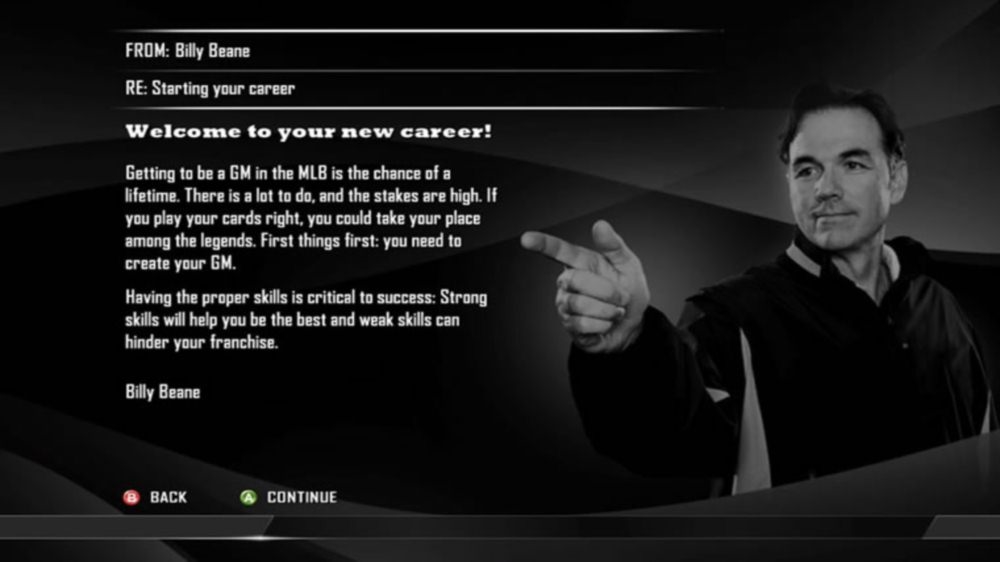 FROM: Billy Beane
RE: Starting your career
Welcome to your new career!
Getting to be a GM in the MLB is the chance of a
lifetime. There is a lot to do, and the stakes are high. If
you play your cards right, you could take your place
among the legends. First things first: you need to
create your GM.
Having the proper skills is critical to success: Strong
skills will help you be the best and weak skills can
hinder your franchise.
Billy Beane
B BACK A CONTINUE